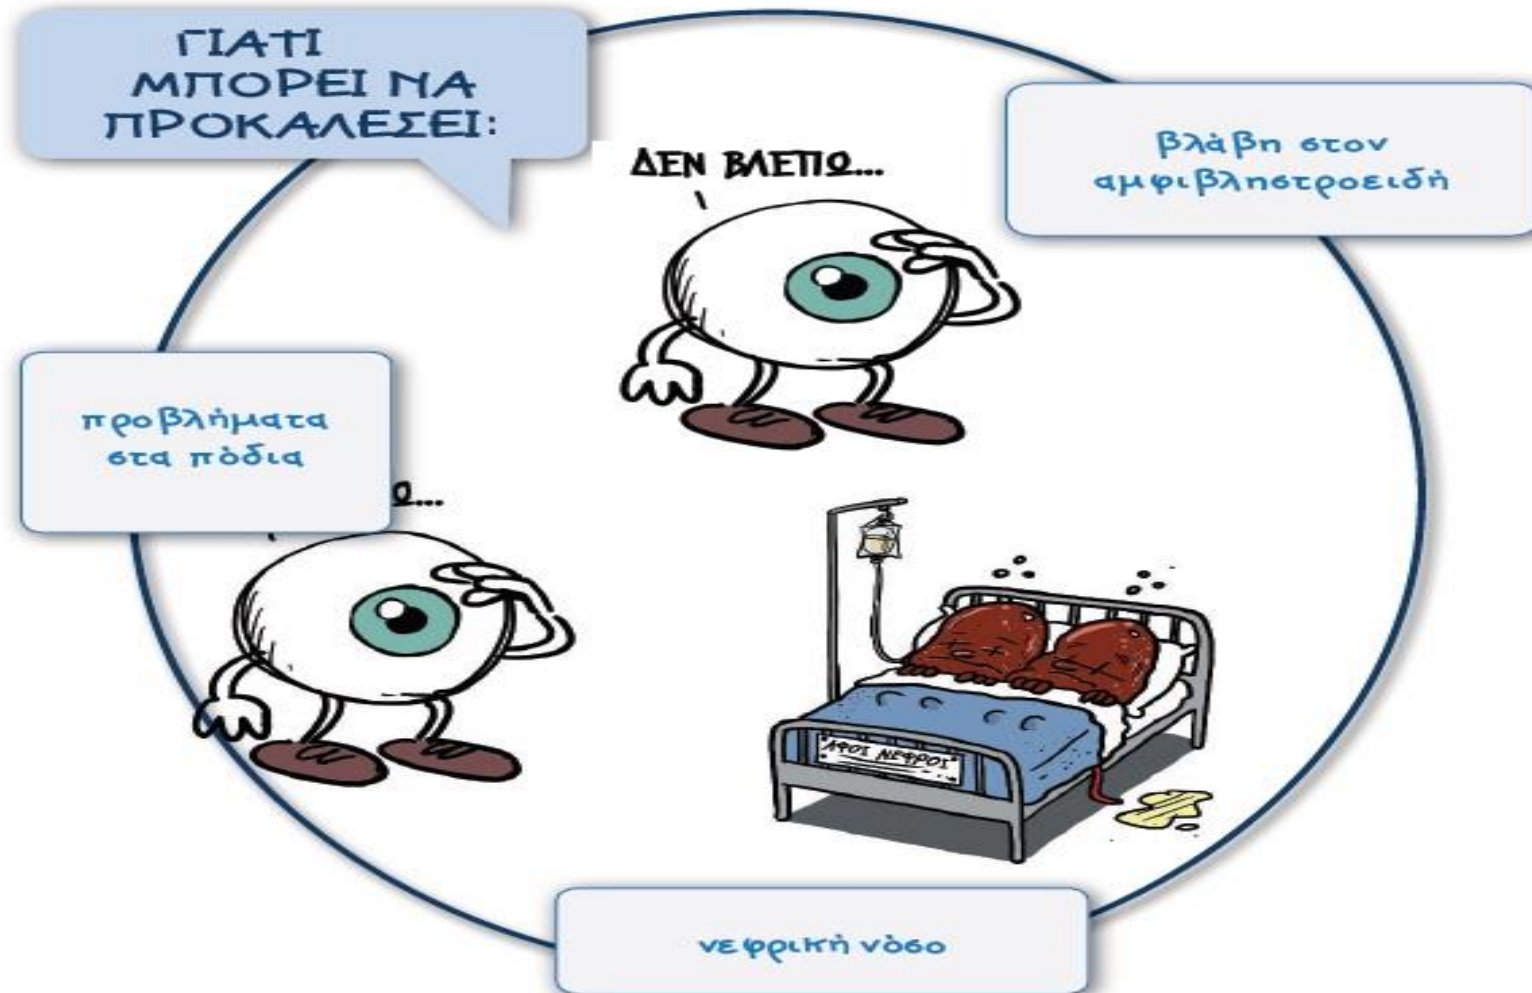 ΓΙΑΤΙ
ΜΠΟΡΕΙ ΝΑ
ΠΡΟΚΑΛΕΣΕΙ:
ΔΕΝ ΒΛΕΠΩ...
βλάβη στον
αμφιβληστροειδή
προβλήματα
στα πόδια
Ω...
ΑΦΟΙ ΝΕΦΡΟΙ
νεφρική νόσο